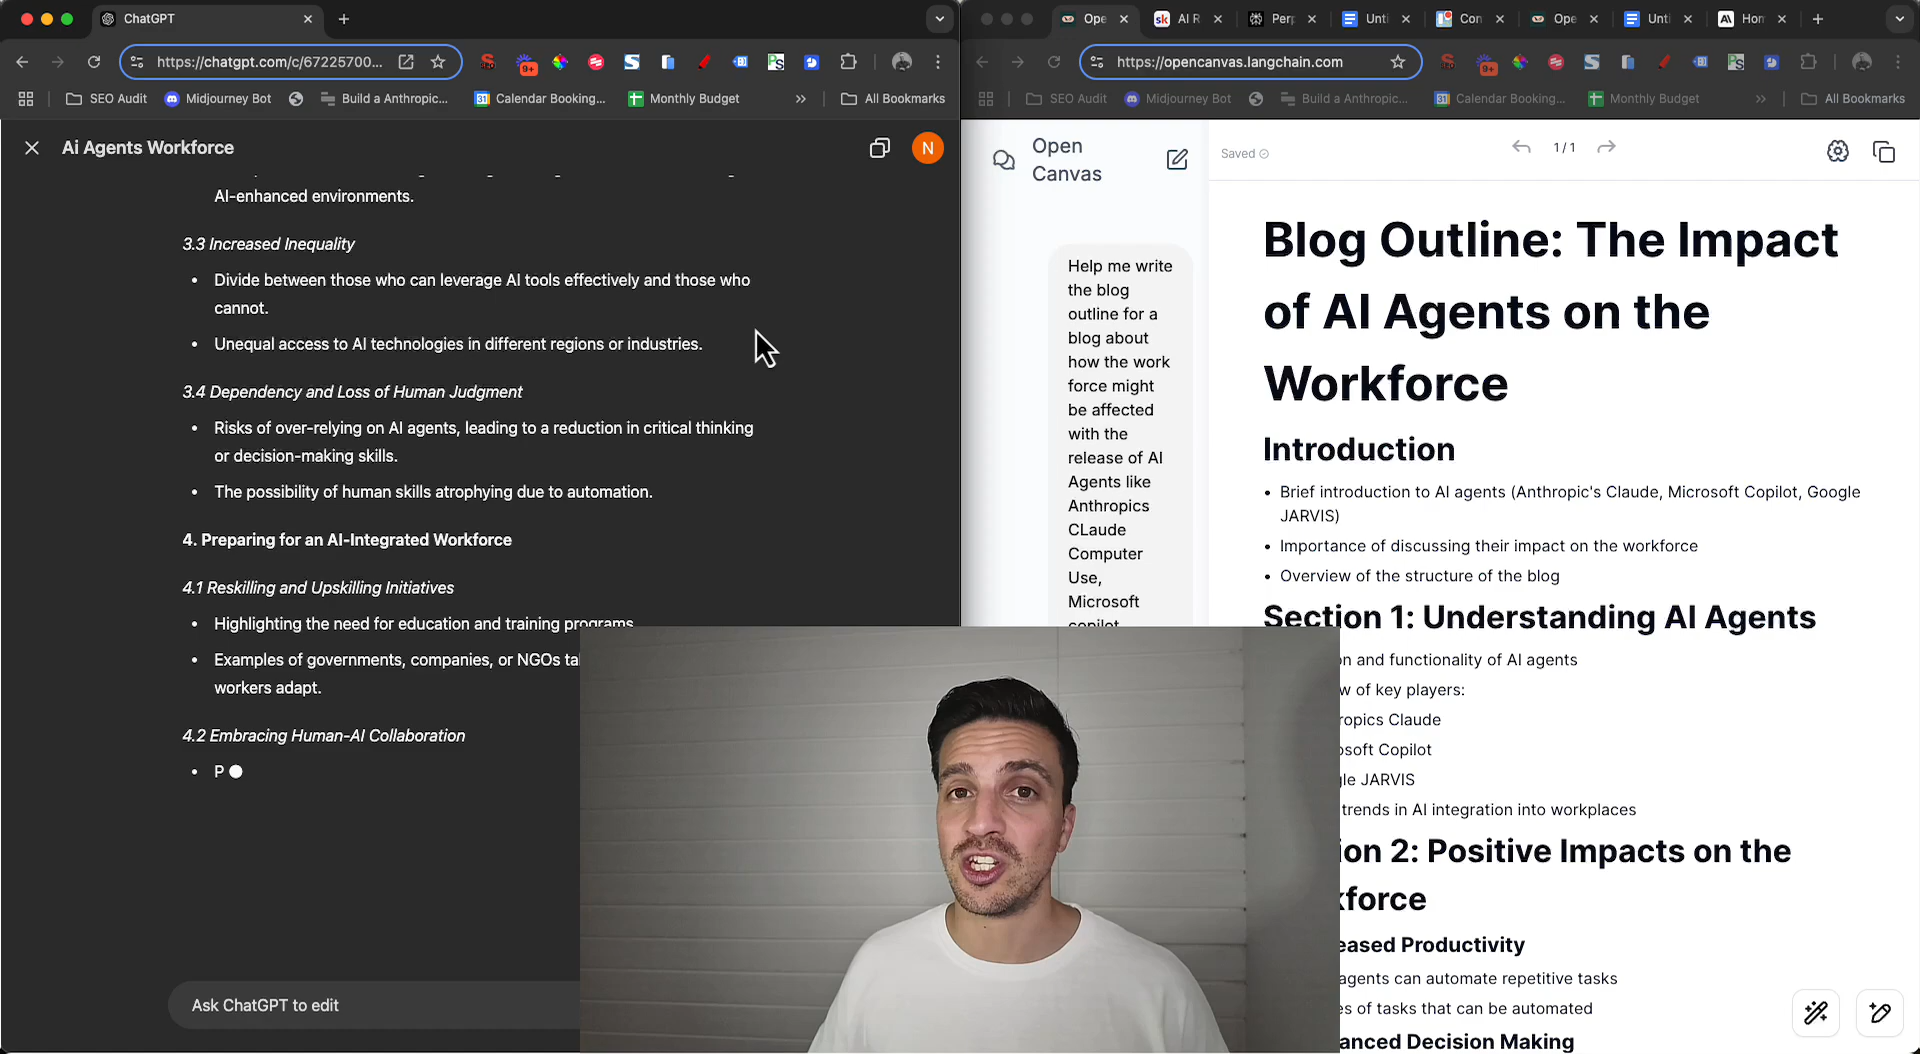 ChatGPT
https://chatgpt.com/c/67225700...
SEO Audit
Midjourney Bot
Build a Anthropic...
Calendar Booking...
Monthly Budget
»
All Bookmarks
Ai Agents Workforce
N
AI-enhanced environments.
3.3 Increased Inequality
• Divide between those who can leverage AI tools effectively and those who
cannot.
• Unequal access to AI technologies in different regions or industries.
3.4 Dependency and Loss of Human Judgment
• Risks of over-relying on AI agents, leading to a reduction in critical thinking
or decision-making skills.
• The possibility of human skills atrophying due to automation.
4. Preparing for an AI-Integrated Workforce
4.1 Reskilling and Upskilling Initiatives
• Highlighting the need for education and training programs
• Examples of governments, companies, or NGOs
workers adapt.
4.2 Embracing Human-AI Collaboration
• P
Ask ChatGPT to edit
Ope
sk AI R
Perp
Unti
Con
Ope
Unti
Hom
https://opencanvas.langchain.com
9+
SEO Audit
Midjourney Bot
Build a Anthropic...
Calendar Booking...
Monthly Budget
»
All Bookmarks
Open
Canvas
Saved
1/1
Help me write
the blog
outline for a
blog about
how the work
force might
be affected
with the
release of AI
Agents like
Anthropics
CLaude
Computer
Use,
Microsoft
copilot
Blog Outline: The Impact
of AI Agents on the
Workforce
Introduction
• Brief introduction to AI agents (Anthropic's Claude, Microsoft Copilot, Google
JARVIS)
• Importance of discussing their impact on the workforce
• Overview of the structure of the blog
Section 1: Understanding AI Agents
and functionality of AI agents
of key players:
Claude
Copilot
JARVIS
trends in AI integration into workplaces
2: Positive Impacts on the
Productivity
agents can automate repetitive tasks
of tasks that can be automated
Decision Making